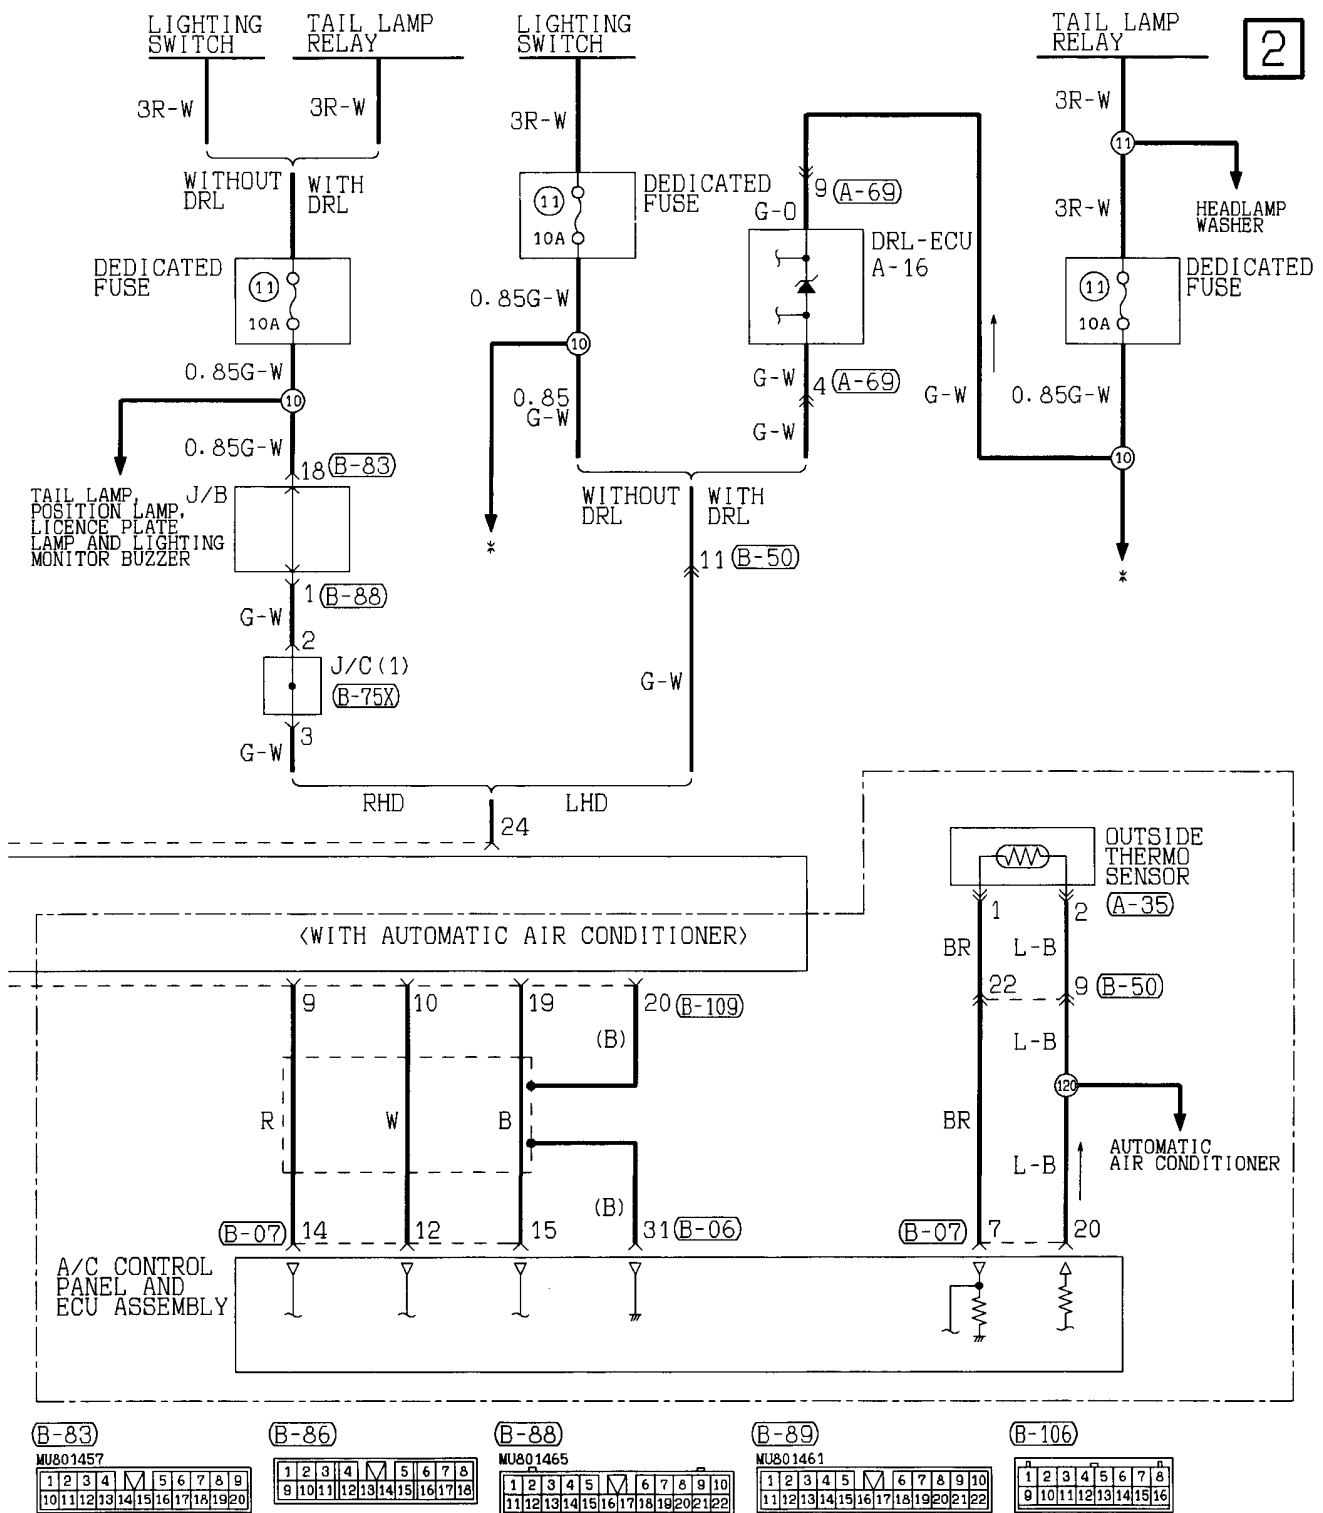 LIGHTING
SWITCH
TAIL LAMP
RELAY
LIGHTING
SWITCH
TAIL LAMP
RELAY
2
3R-W
3R-W
3R-W
3R-W
11
HEADLAMP
WASHER
WITHOUT
DRL
WITH
DRL
11
10A
DEDICATED
FUSE
9
A-69
G-O
DRL-ECU
A-16
3R-W
DEDICATED
FUSE
11
10A
0.85G-W
10
11
10A
DEDICATED
FUSE
0.85G-W
10
0.85G-W
0.85
G-W
G-W
4
A-69
G-W
G-W
0.85G-W
10
18
B-83
J/B
TAIL LAMP,
POSITION LAMP,
LICENCE PLATE
LAMP AND LIGHTING
MONITOR BUZZER
*
WITHOUT
DRL
WITH
DRL
*
11
B-50
1
B-88
G-W
2
J/C(1)
B-75X
G-W
3
G-W
RHD
LHD
24
OUTSIDE
THERMO
SENSOR
A-35
1
2
<WITH AUTOMATIC AIR CONDITIONER>
BR
L-B
22
9
B-50
9
10
19
20
B-109
(B)
L-B
120
R
W
B
BR
AUTOMATIC
AIR CONDITIONER
L-B
(B)
B-07
14
12
15
31
B-06
B-07
7
20
A/C CONTROL
PANEL AND
ECU ASSEMBLY
B-83
MU801457
1 2 3 4 5 6 7 8 9
10 11 12 13 14 15 16 17 18 19 20
B-86
1 2 3 4 5 6 7 8
9 10 11 12 13 14 15 16 17 18
B-88
MU801465
1 2 3 4 5 6 7 8 9 10
11 12 13 14 15 16 17 18 19 20 21 22
B-89
MU801461
1 2 3 4 5 6 7 8 9 10
11 12 13 14 15 16 17 18 19 20 21 22
B-106
1 2 3 4 5 6 7 8
9 10 11 12 13 14 15 16